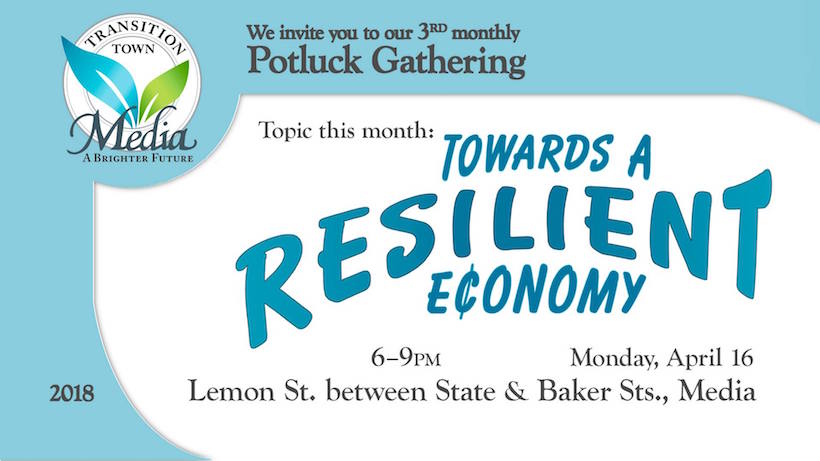 TRANSITION
TOWN
Media
A BRIGHTER FUTURE
We invite you to our 3RD monthly
Potluck Gathering
Topic this month:
TOWARDS A
RESILIENT
E¢ONOMY
6–9PM Monday, April 16
2018 Lemon St. between State & Baker Sts., Media